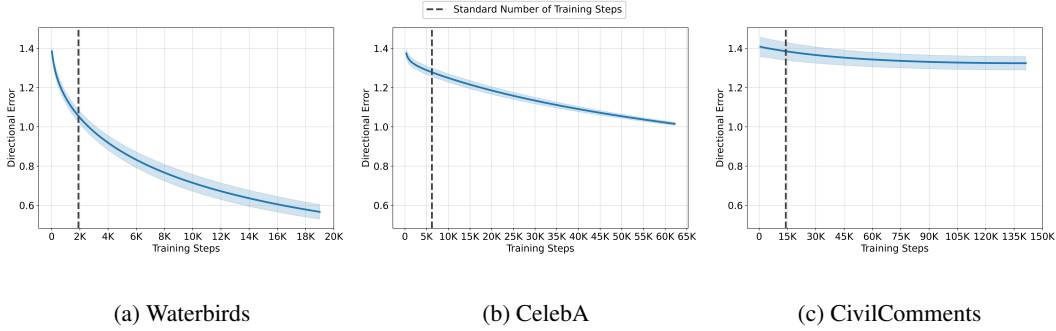 Standard Number of Training Steps
1.4
1.2
1.0
0.8
0.6
Directional Error
0 2K 4K 6K 8K 10K 12K 14K 16K 18K 20K
Training Steps
(a) Waterbirds
1.4
1.2
1.0
0.8
0.6
Directional Error
0 5K 10K 15K 20K 25K 30K 35K 40K 45K 50K 55K 60K 65K
Training Steps
(b) CelebA
1.4
1.2
1.0
0.8
0.6
Directional Error
0 15K 30K 45K 60K 75K 90K 105K 120K 135K 150K
Training Steps
(c) CivilComments